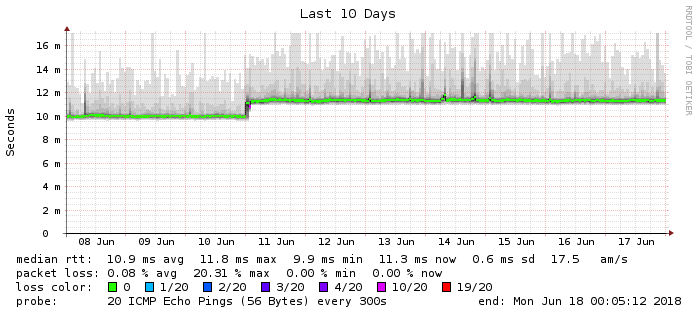 Last 10 Days
RRDTOOL / TOBI OETIKER
Seconds
16 m
14 m
12 m
10 m
8 m
6 m
4 m
2 m
0
08 Jun 09 Jun 10 Jun 11 Jun 12 Jun 13 Jun 14 Jun 15 Jun 16 Jun 17 Jun
median rtt: 10.9 ms avg 11.8 ms max 9.9 ms min 11.3 ms now 0.6 ms sd 17.5 am/s
packet loss: 0.08 % avg 20.31 % max 0.00 % min 0.00 % now
loss color: 0 1/20 2/20 3/20 4/20 10/20 19/20
probe: 20 ICMP Echo Pings (56 Bytes) every 300s end: Mon Jun 18 00:05:12 2018